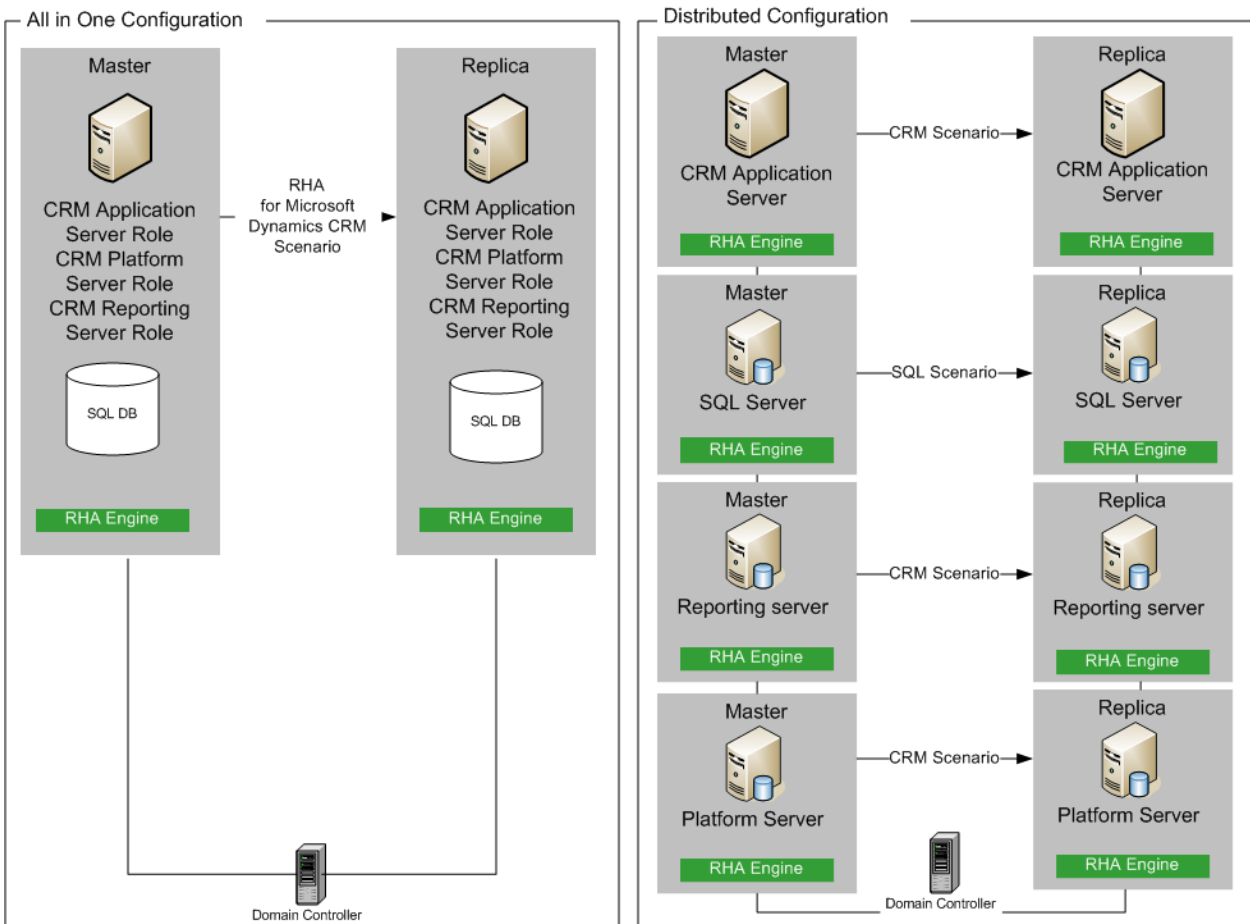 All in One Configuration
Master
CRM Application
Server Role
CRM Platform
Server Role
CRM Reporting
Server Role
SQL DB
RHA Engine
RHA
for Microsoft
Dynamics CRM
Scenario
Replica
CRM Application
Server Role
CRM Platform
Server Role
CRM Reporting
Server Role
SQL DB
RHA Engine
Domain Controller
Distributed Configuration
Master
CRM Application
Server
RHA Engine
CRM Scenario
Replica
CRM Application
Server
RHA Engine
Master
SQL Server
RHA Engine
SQL Scenario
Replica
SQL Server
RHA Engine
Master
Reporting server
RHA Engine
CRM Scenario
Replica
Reporting server
RHA Engine
Master
Platform Server
RHA Engine
CRM Scenario
Replica
Platform Server
RHA Engine
Domain Controller